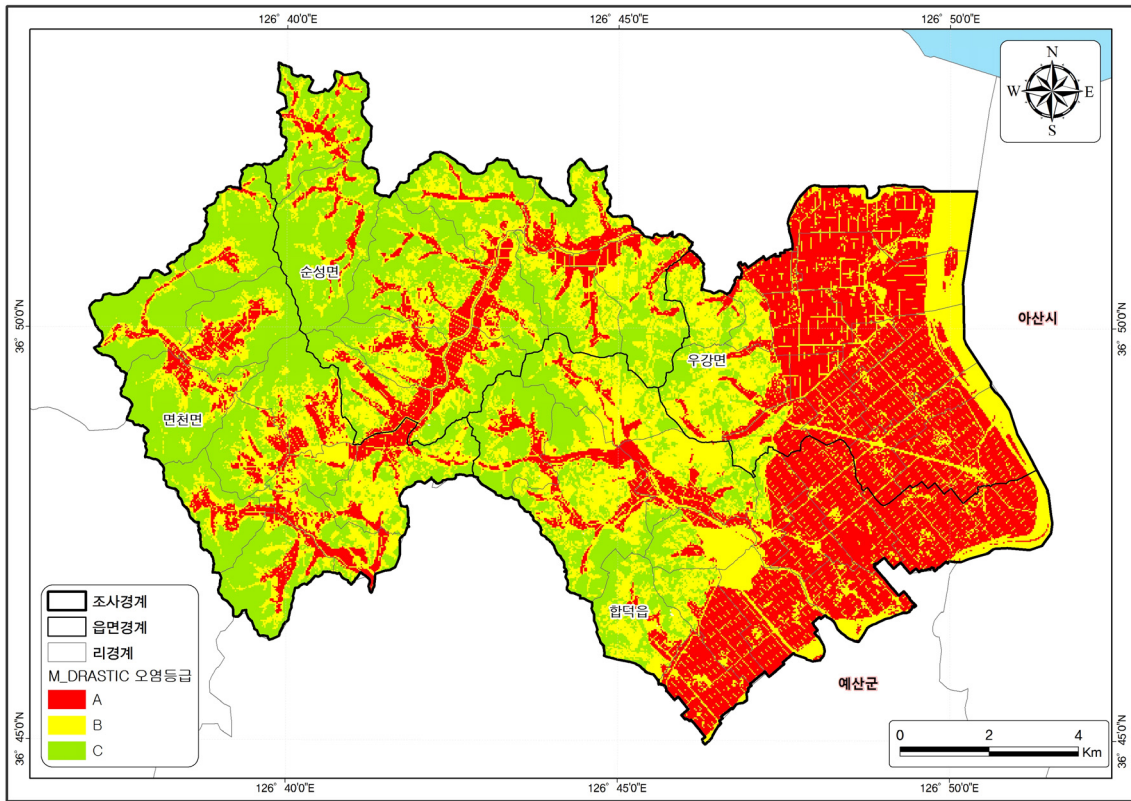 126° 40'0"E
126° 45'0"E
126° 50'0"E
N
W
E
S
순성면
36° 50'0"N
36° 50'0"N
아산시
우강면
면천면
합덕읍
예산군
조사경계
읍면경계
리경계
M_DRASTIC 오염등급
A
B
C
36° 45'0"N
36° 45'0"N
0
2
4
Km
126° 40'0"E
126° 45'0"E
126° 50'0"E